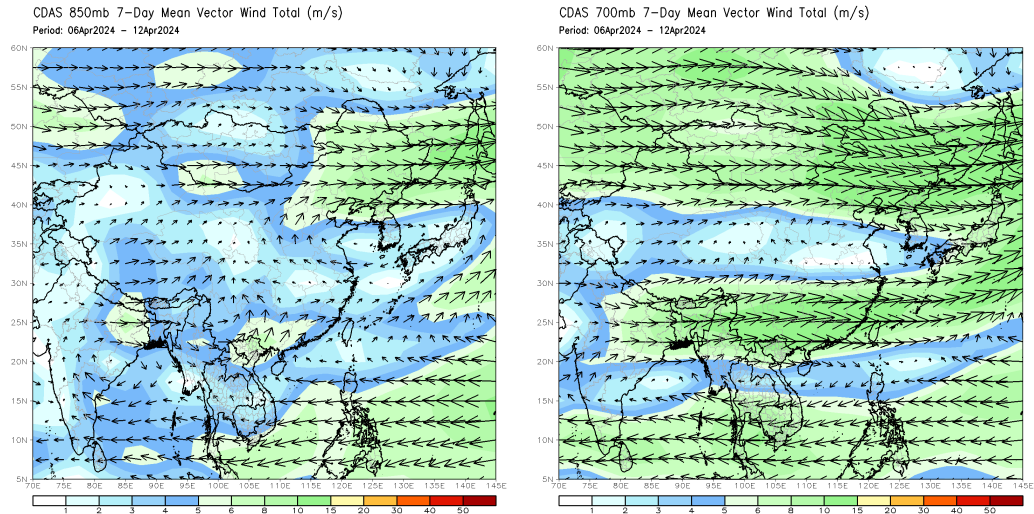 CDAS 850mb 7-Day Mean Vector Wind Total (m/s)
Period: 06Apr2024 - 12Apr2024
60N
55N
50N
45N
40N
35N
30N
25N
20N
15N
10N
5N
70E 75E 80E 85E 90E 95E 100E 105E 110E 115E 120E 125E 130E 135E 140E 145E
1 2 3 4 5 6 8 10 15 20 30 40 50
CDAS 700mb 7-Day Mean Vector Wind Total (m/s)
Period: 06Apr2024 - 12Apr2024
60N
55N
50N
45N
40N
35N
30N
25N
20N
15N
10N
5N
70E 75E 80E 85E 90E 95E 100E 105E 110E 115E 120E 125E 130E 135E 140E 145E
1 2 3 4 5 6 8 10 15 20 30 40 50